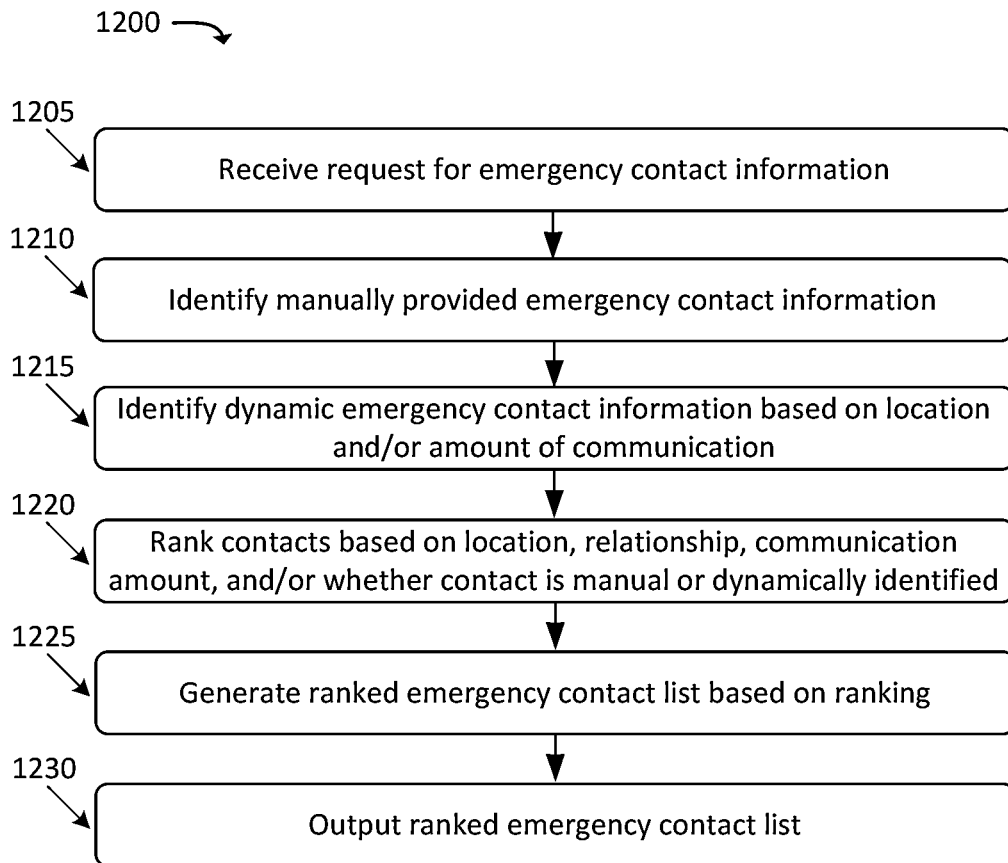 1200
1205
Receive request for emergency contact information
1210
Identify manually provided emergency contact information
1215
Identify dynamic emergency contact information based on location
and/or amount of communication
1220
Rank contacts based on location, relationship, communication
amount, and/or whether contact is manual or dynamically identified
1225
Generate ranked emergency contact list based on ranking
1230
Output ranked emergency contact list